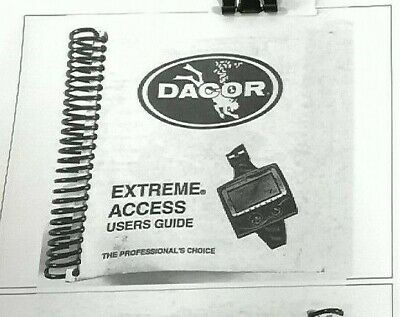 DACOR®
EXTREME®
ACCESS
USERS GUIDE
THE PROFESSIONAL'S CHOICE